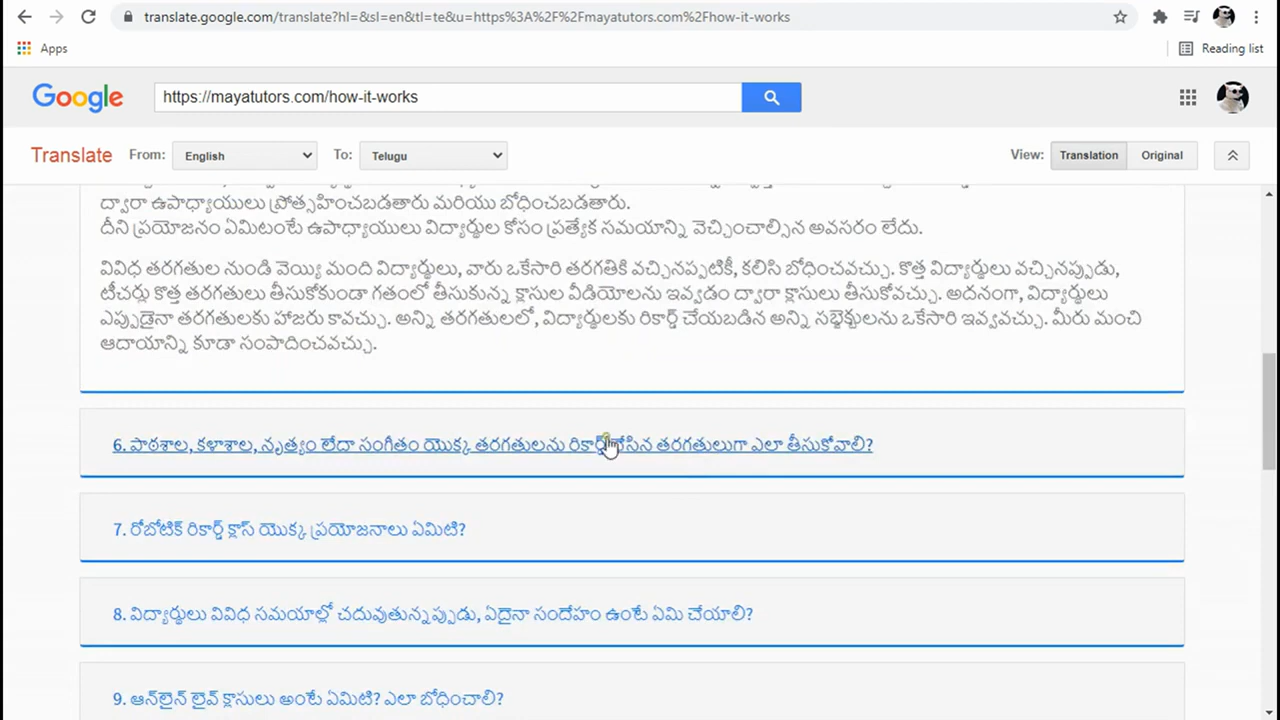 translate.google.com/translate?hl=&sl=en&tl=te&u=https%3A%2F%2Fmayatutors.com%2Fhow-it-works
Apps
Reading list
Google
https://mayatutors.com/how-it-works
Translate From: English To: Telugu View: Translation Original
ద్వారా ఉపాధ్యాయులు ప్రోత్సహించబడతారు మరియు బోధించబడతారు.
దీని ప్రయోజనం ఏమిటంటే ఉపాధ్యాయులు విద్యార్థుల కోసం ప్రత్యేక సమయాన్ని వెచ్చించాల్సిన అవసరం లేదు.
వివిధ తరగతుల నుండి వెయ్యి మంది విద్యార్థులు, వారు ఒకేసారి తరగతికి వచ్చినప్పటికీ, కలిసి బోధించవచ్చు. కొత్త విద్యార్థులు వచ్చినప్పుడు,
టీచర్లు కొత్త తరగతులు తీసుకోకుండా గతంలో తీసుకున్న క్లాసుల వీడియోలను ఇవ్వడం ద్వారా క్లాసులు తీసుకోవచ్చు. అదనంగా, విద్యార్థులు
ఎప్పుడైనా తరగతులకు హాజరు కావచ్చు. అన్ని తరగతులలో, విద్యార్థులకు రికార్డ్ చేయబడిన అన్ని సబ్జెక్టులను ఒకేసారి ఇవ్వవచ్చు. మీరు మంచి
ఆదాయాన్ని కూడా సంపాదించవచ్చు.
6. పాఠశాల, కళాశాల, నృత్యం లేదా సంగీతం యొక్క తరగతులను రికార్డ్ చేసిన తరగతులుగా ఎలా తీసుకోవాలి?
7. రోబోటిక్ రికార్డ్ క్లాస్ యొక్క ప్రయోజనాలు ఏమిటి?
8. విద్యార్థులు వివిధ సమయాల్లో చదువుతున్నప్పుడు, ఏదైనా సందేహం ఉంటే ఏమి చేయాలి?
9. ఆన్‌లైన్ లైవ్ క్లాసులు అంటే ఏమిటి? ఎలా బోధించాలి?